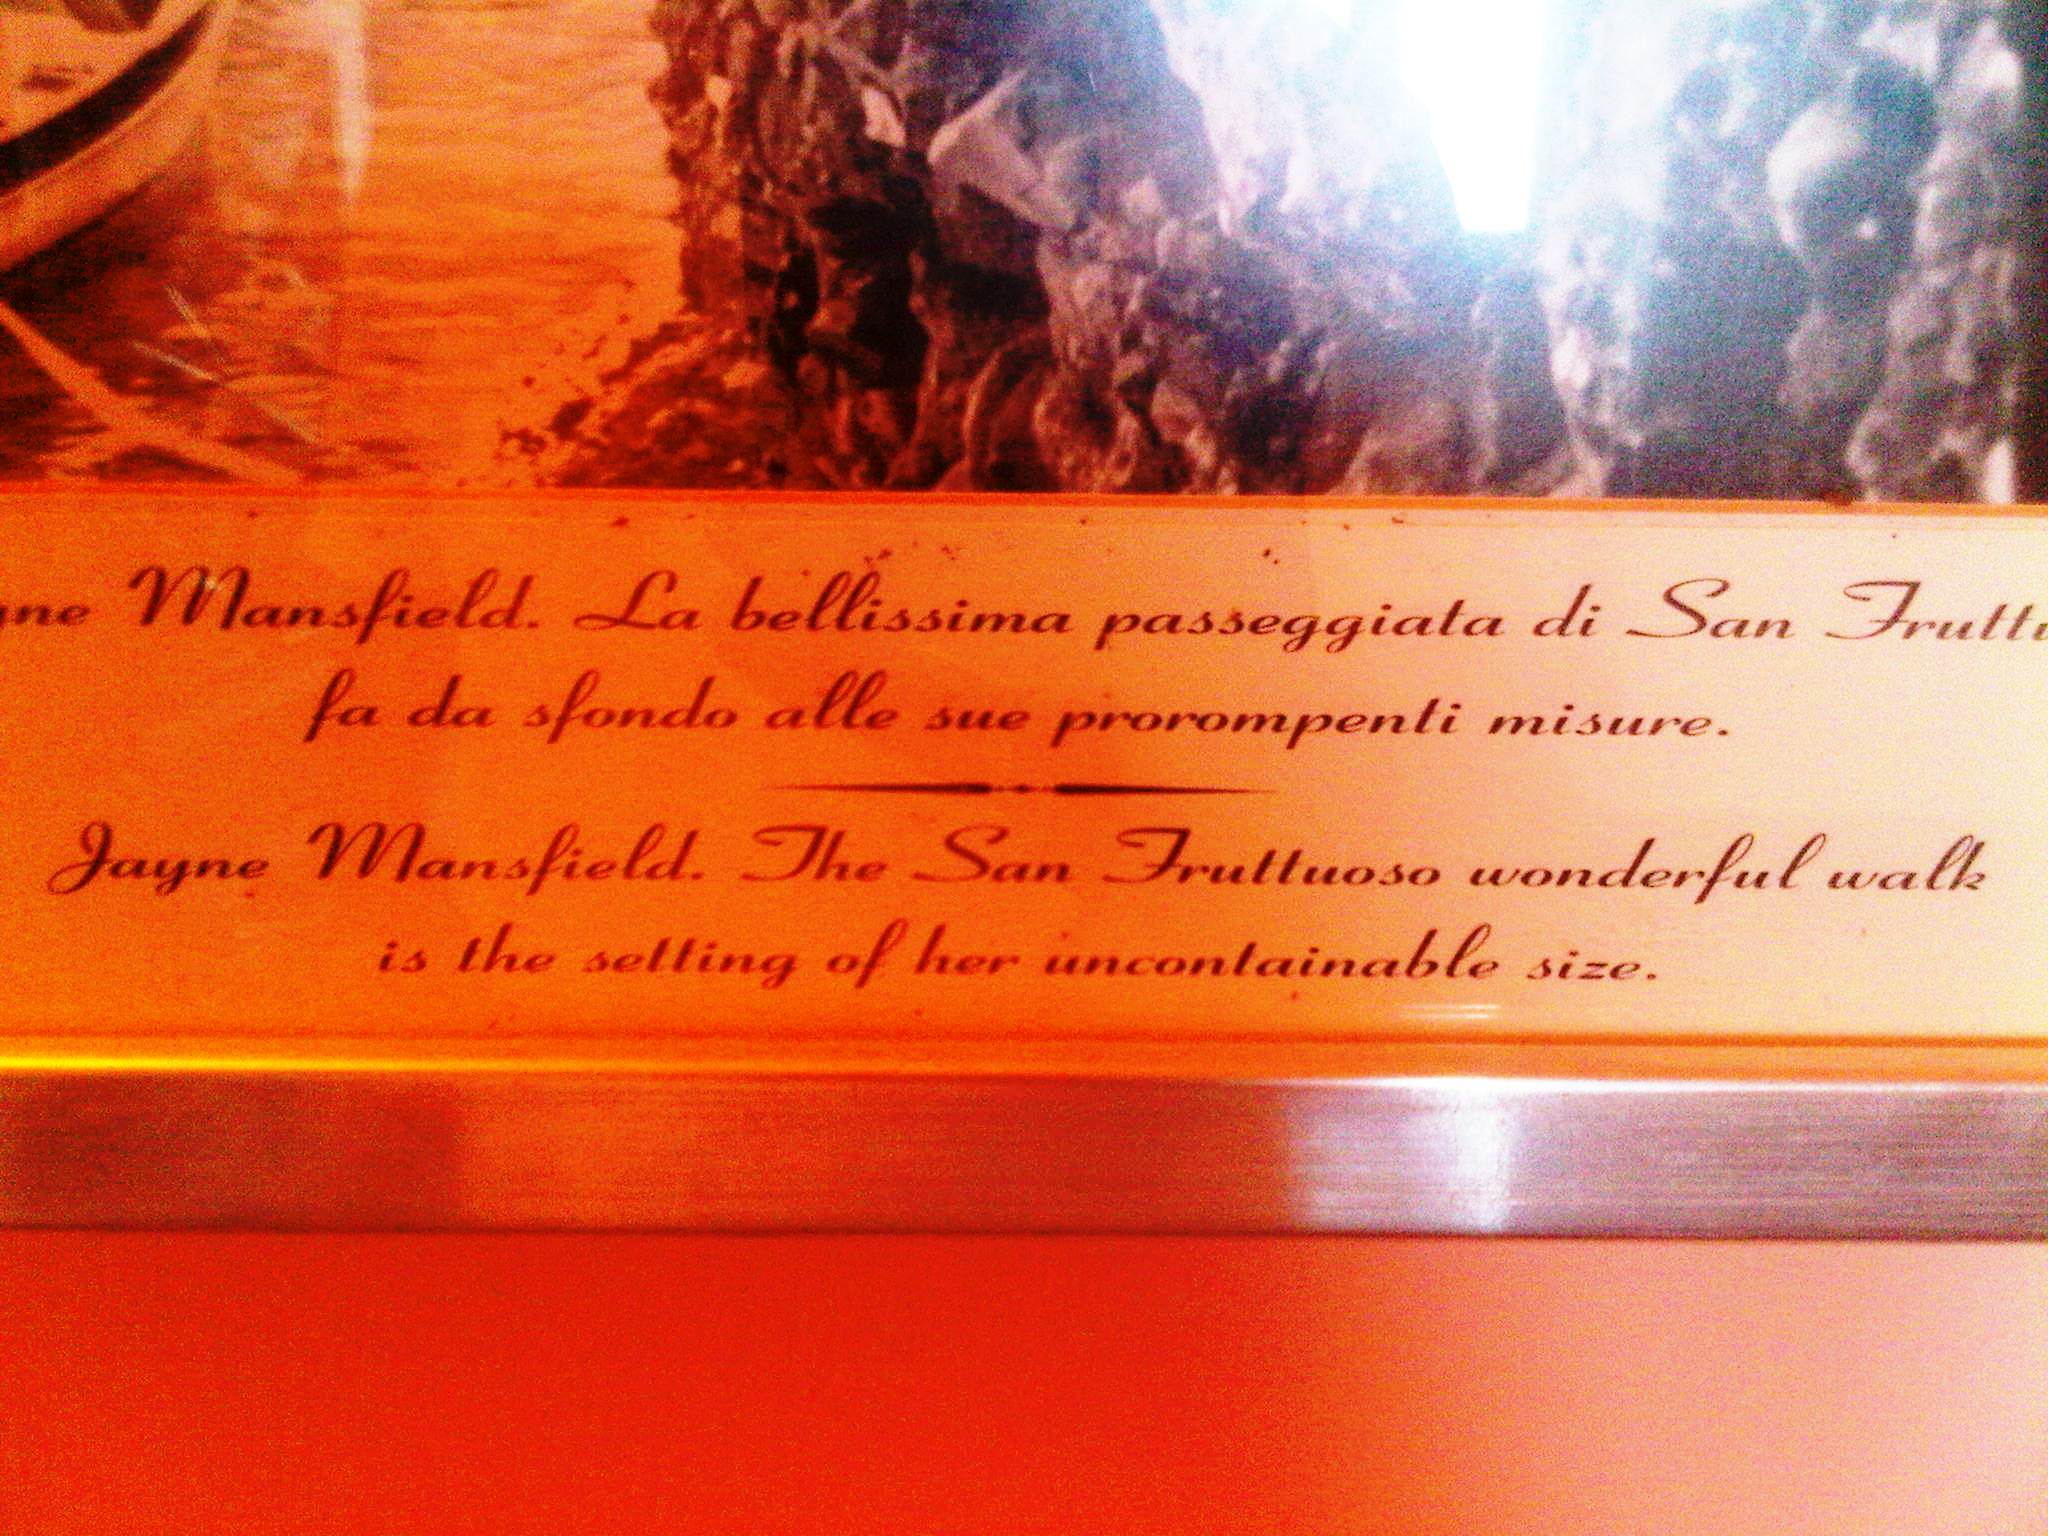 Mansfield. La bellissima passeggiata di San
fa da sfondo alle sue prorompenti misure.
Jayne Mansfield. The San Fruttuoso wonderful walk
is the setting of her uncontainable size.